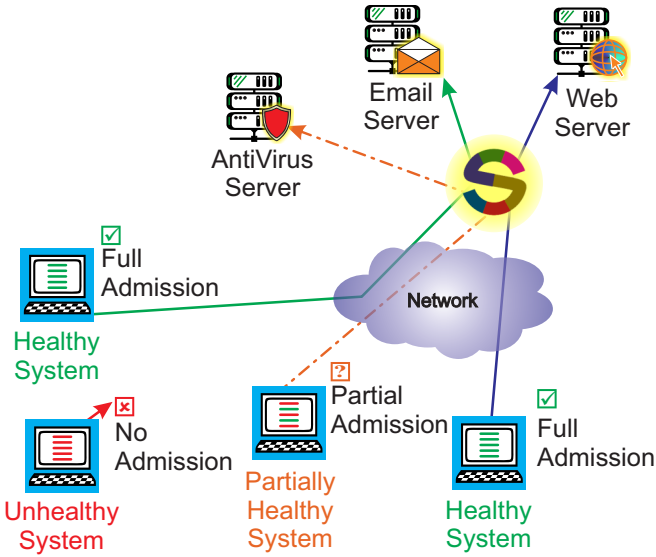 Email
Server
Web
Server
AntiVirus
Server
S
Full
Admission
Healthy
System
Network
?
Partial
Admission
No
Admission
Full
Admission
Unhealthy
System
Partially
Healthy
System
Healthy
System